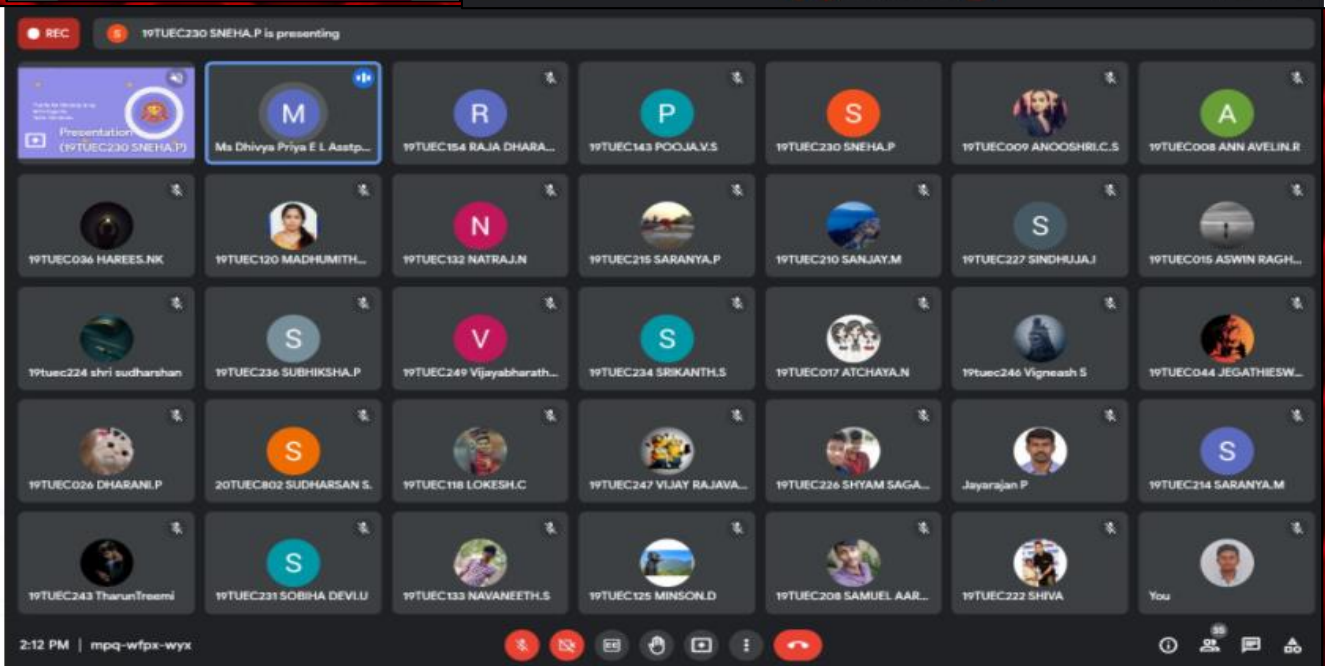 REC
S
19TUEC230 SNEHA.P is presenting
Presentation
(19TUEC230 SNEHA.P)
M
Ms Dhivya Priya E L Asstp...
R
19TUEC154 RAJA DHARA...
P
19TUEC143 POOJA.V.S
S
19TUEC230 SNEHA.P
19TUEC009 ANOOSHRI.C.S
A
19TUEC008 ANN AVELIN.R
19TUEC036 HAREES.NK
19TUEC120 MADHUMITH...
N
19TUEC132 NATRAJ.N
19TUEC215 SARANYA.P
19TUEC210 SANJAY.M
S
19TUEC227 SINDHUJA.I
19TUEC015 ASWIN RAGH...
19tuec224 shri sudharshan
S
19TUEC236 SUBHIKSHA.P
V
19TUEC249 Vijayabharath...
S
19TUEC234 SRIKANTH.S
19TUEC017 ATCHAYA.N
19tuec246 Vigneash S
19TUEC044 JEGATHIESW...
19TUEC026 DHARANI.P
S
20TUEC802 SUDHARSAN S.
19TUEC118 LOKESH.C
19TUEC247 VIJAY RAJAVA...
19TUEC226 SHYAM SAGA...
Jayarajan P
S
19TUEC214 SARANYA.M
19TUEC243 TharunTreemi
S
19TUEC231 SOBIHA DEVI.U
19TUEC133 NAVANEETH.S
19TUEC125 MINSON.D
19TUEC208 SAMUEL AAR...
19TUEC222 SHIVA
You
2:12 PM | mpq-wfpx-wyx
CC
35